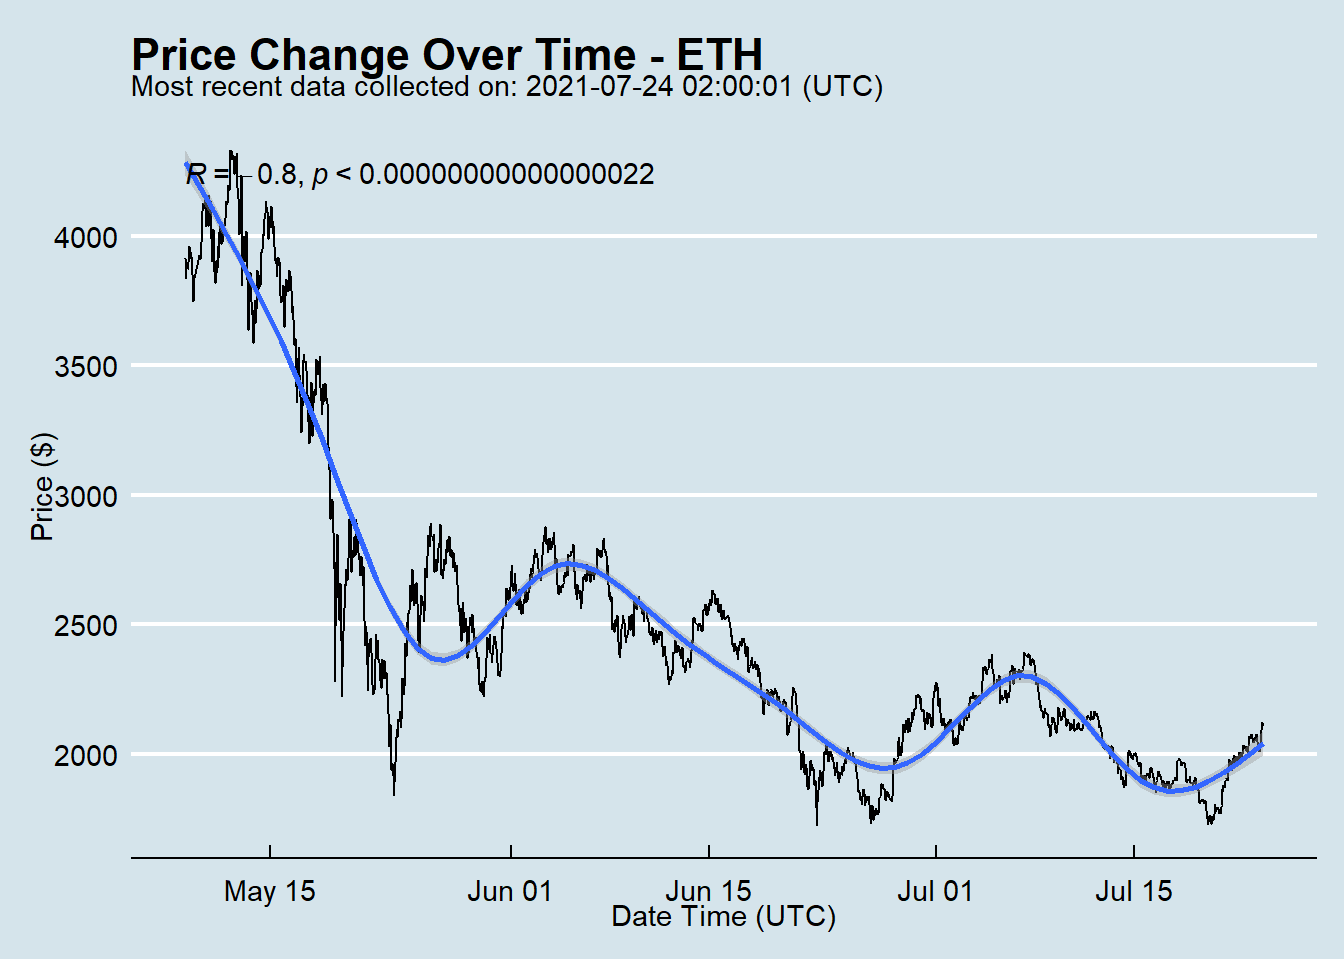 Price Change Over Time - ETH
Most recent data collected on: 2021-07-24 02:00:01 (UTC)
R = −0.8, p < 0.00000000000000022
4000
3500
3000
2500
2000
Price ($)
May 15
Jun 01
Jun 15
Jul 01
Jul 15
Date Time (UTC)